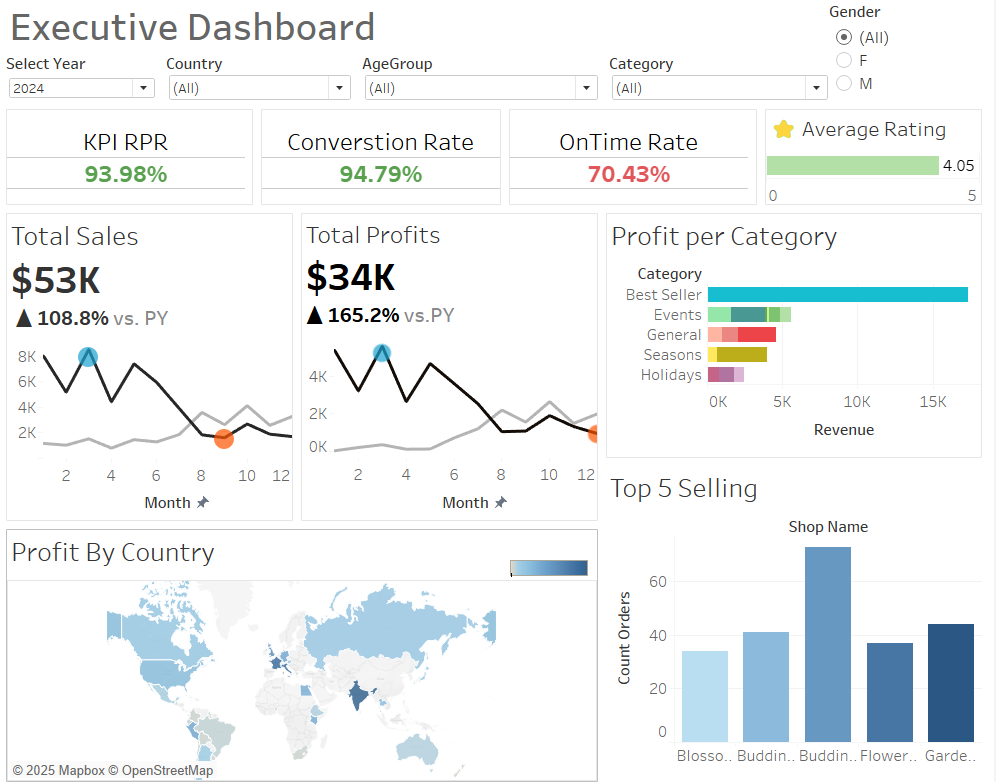 Executive Dashboard
Gender
(All)
F
M
Select Year
Country
AgeGroup
Category
2024
(All)
(All)
(All)
KPI RPR
93.98%
Converstion Rate
94.79%
OnTime Rate
70.43%
Average Rating
4.05
0 5
Total Sales
$53K
▲ 108.8% vs. PY
8K
6K
4K
2K
2 4 6 8 10 12
Month
Total Profits
$34K
▲ 165.2% vs.PY
4K
2K
0K
2 4 6 8 10 12
Month
Profit per Category
Category
Best Seller
Events
General
Seasons
Holidays
0K 5K 10K 15K
Revenue
Profit By Country
© 2025 Mapbox © OpenStreetMap
Top 5 Selling
Shop Name
Count Orders
60
40
20
0
Blosso.. Buddin.. Buddin.. Flower.. Garde..